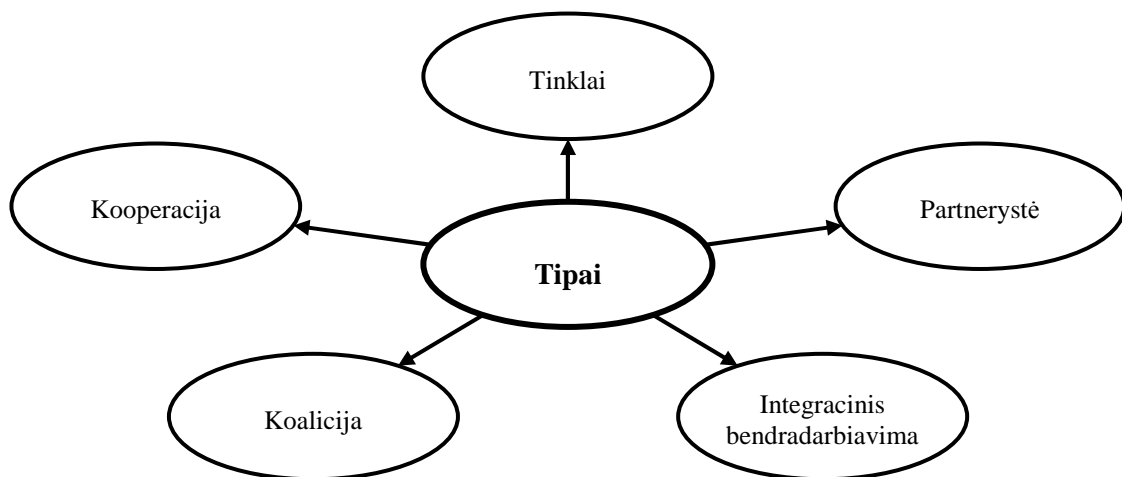 Tinklai
Kooperacija
Partnerystė
Tipai
Koalicija
Integracinis
bendradarbiavima